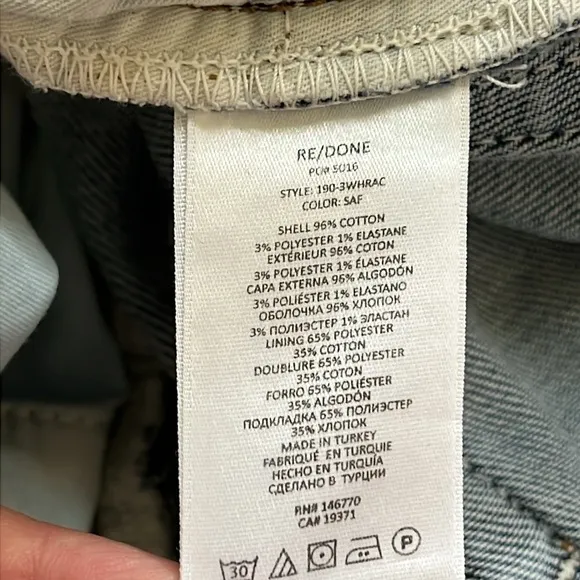 RE/DONE
PO# 5016
STYLE: 190-3WHRAC
COLOR: SAF
SHELL 96% COTTON
3% POLYESTER 1% ELASTANE
EXTÉRIEUR 96% COTON
3% POLYESTER 1% ÉLASTANE
CAPA EXTERNA 96% ALGODÓN
3% POLIÉSTER 1% ELASTANO
ОБОЛОЧКА 96% ХЛОПОК
3% ПОЛИЭСТЕР 1% ЭЛАСТАН
LINING 65% POLYESTER
35% COTTON
DOUBLURE 65% POLYESTER
35% COTON
FORRO 65% POLIÉSTER
35% ALGODÓN
ПОДКЛАДКА 65% ПОЛИЭСТЕР
35% ХЛОПОК
MADE IN TURKEY
FABRIQUÉ EN TURQUIE
HECHO EN TURQUÍA
СДЕЛАНО В ТУРЦИИ
RN# 146770
CA# 19371
30 P